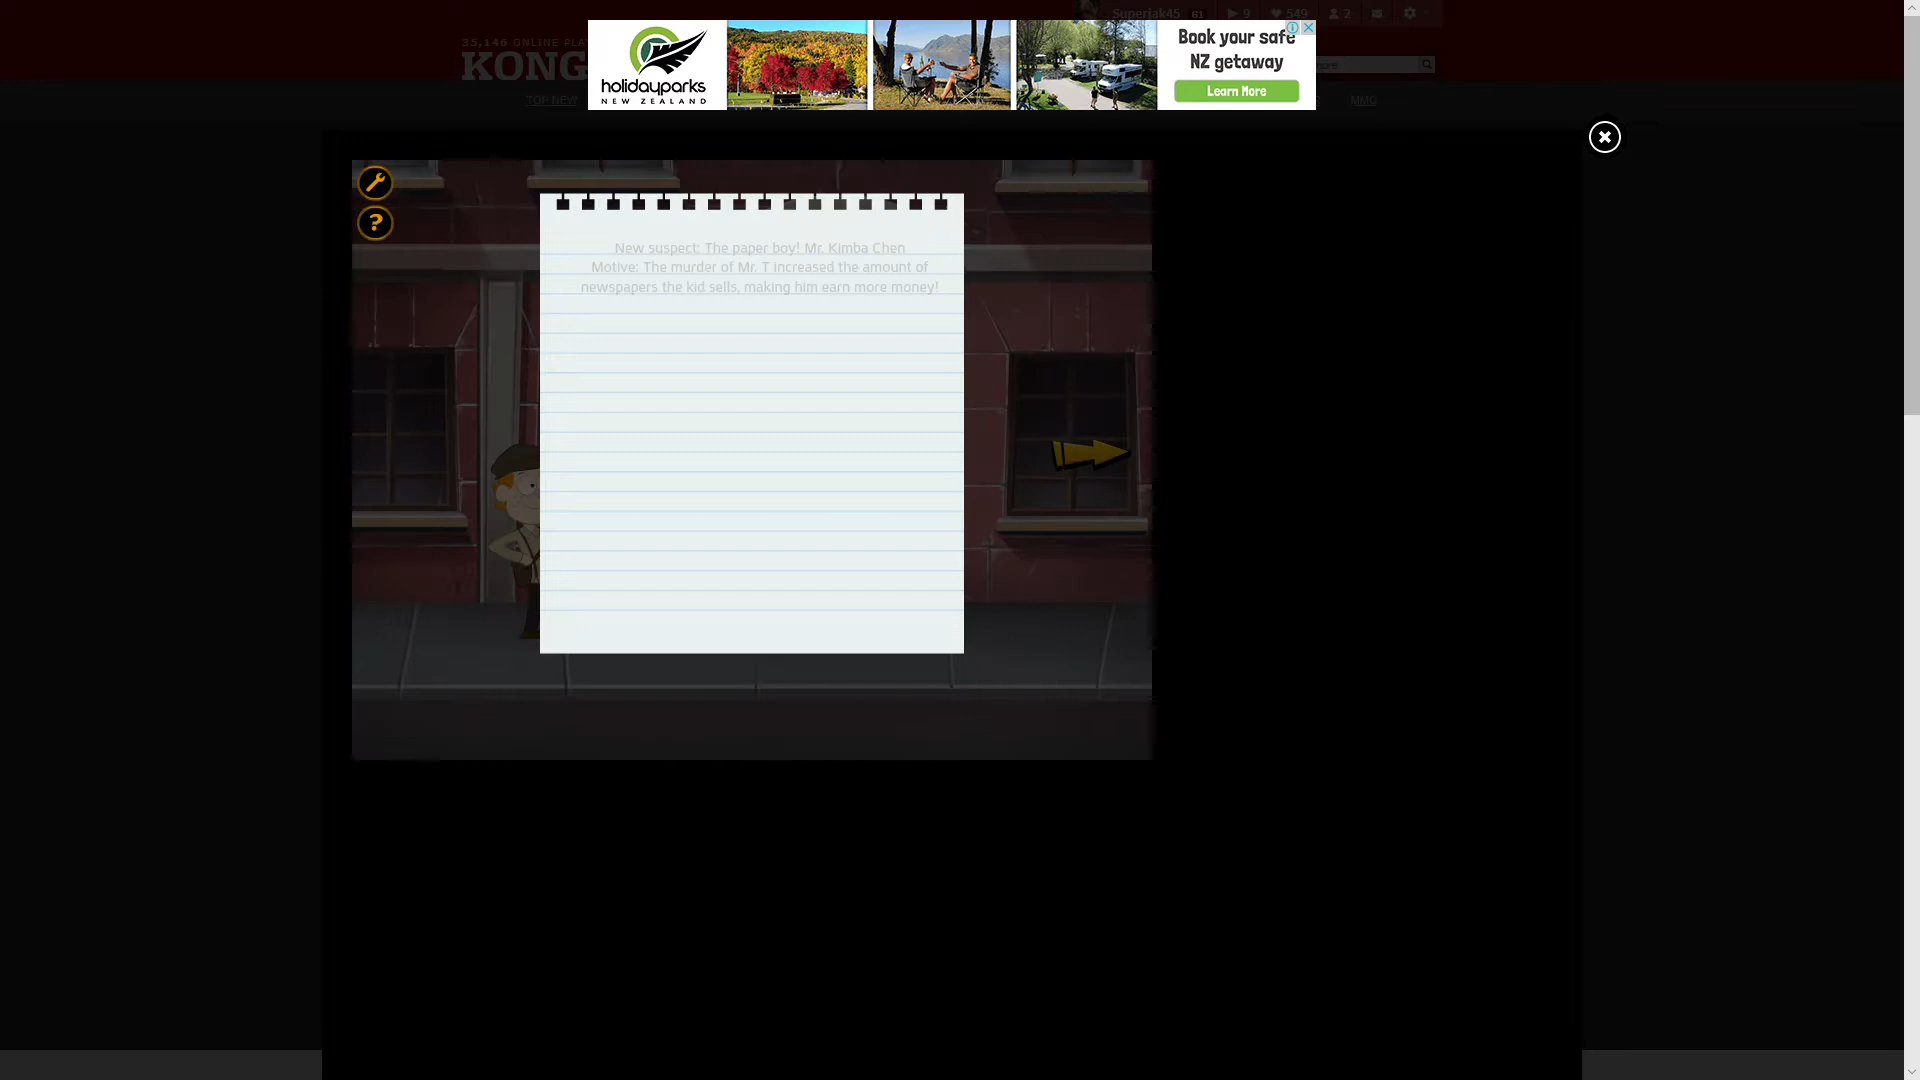 Superjak45 61 9 549 2
35,146 ONLINE PLA
KONG
holidayparks
NEW ZEALAND
Book your safe
NZ getaway
Learn More
TOP NEW
MMO
New suspect: The paper boy! Mr. Kimba Chen
Motive: The murder of Mr. T increased the amount of
newspapers the kid sells, making him earn more money!
?